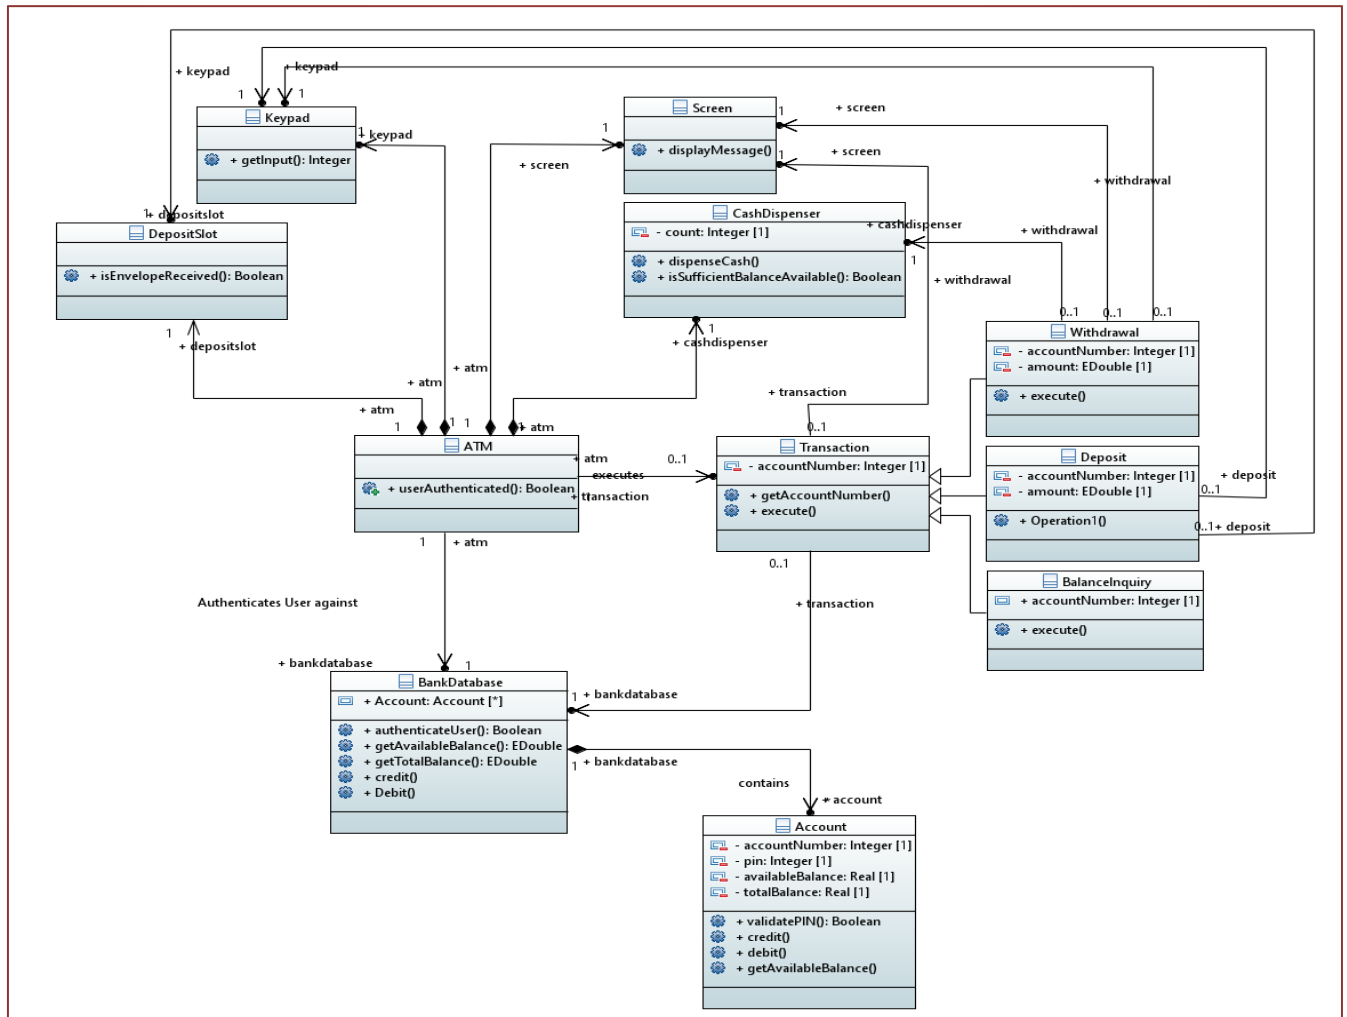 + keypad
+ keypad
1
1
Keypad
+ getInput(): Integer
1
+ keypad
Screen
+ displayMessage()
1
+ screen
1
+ screen
1
+ screen
+ withdrawal
1
+ depositslot
DepositSlot
+ isEnvelopeReceived(): Boolean
1
+ depositslot
CashDispenser
- count: Integer [1]
+ dispenseCash()
+ isSufficientBalanceAvailable(): Boolean
+ cashdispenser
1
+ withdrawal
+ withdrawal
1
+ cashdispenser
0..1
0..1
0..1
Withdrawal
- accountNumber: Integer [1]
- amount: EDouble [1]
+ execute()
+ atm
+ atm
+ atm
1
1
1
1
+ atm
ATM
+ userAuthenticated(): Boolean
+ atm
0..1
executes
+ transaction
+ transaction
0..1
Transaction
- accountNumber: Integer [1]
+ getAccountNumber()
+ execute()
Deposit
- accountNumber: Integer [1]
- amount: EDouble [1]
+ Operation1()
+ deposit
0..1
0..1
+ deposit
BalanceInquiry
+ accountNumber: Integer [1]
+ execute()
1
+ atm
Authenticates User against
+ bankdatabase
1
0..1
+ transaction
BankDatabase
+ Account: Account [*]
+ authenticateUser(): Boolean
+ getAvailableBalance(): EDouble
+ getTotalBalance(): EDouble
+ credit()
+ Debit()
1
+ bankdatabase
1
+ bankdatabase
contains
+ account
Account
- accountNumber: Integer [1]
- pin: Integer [1]
- availableBalance: Real [1]
- totalBalance: Real [1]
+ validatePIN(): Boolean
+ credit()
+ debit()
+ getAvailableBalance()